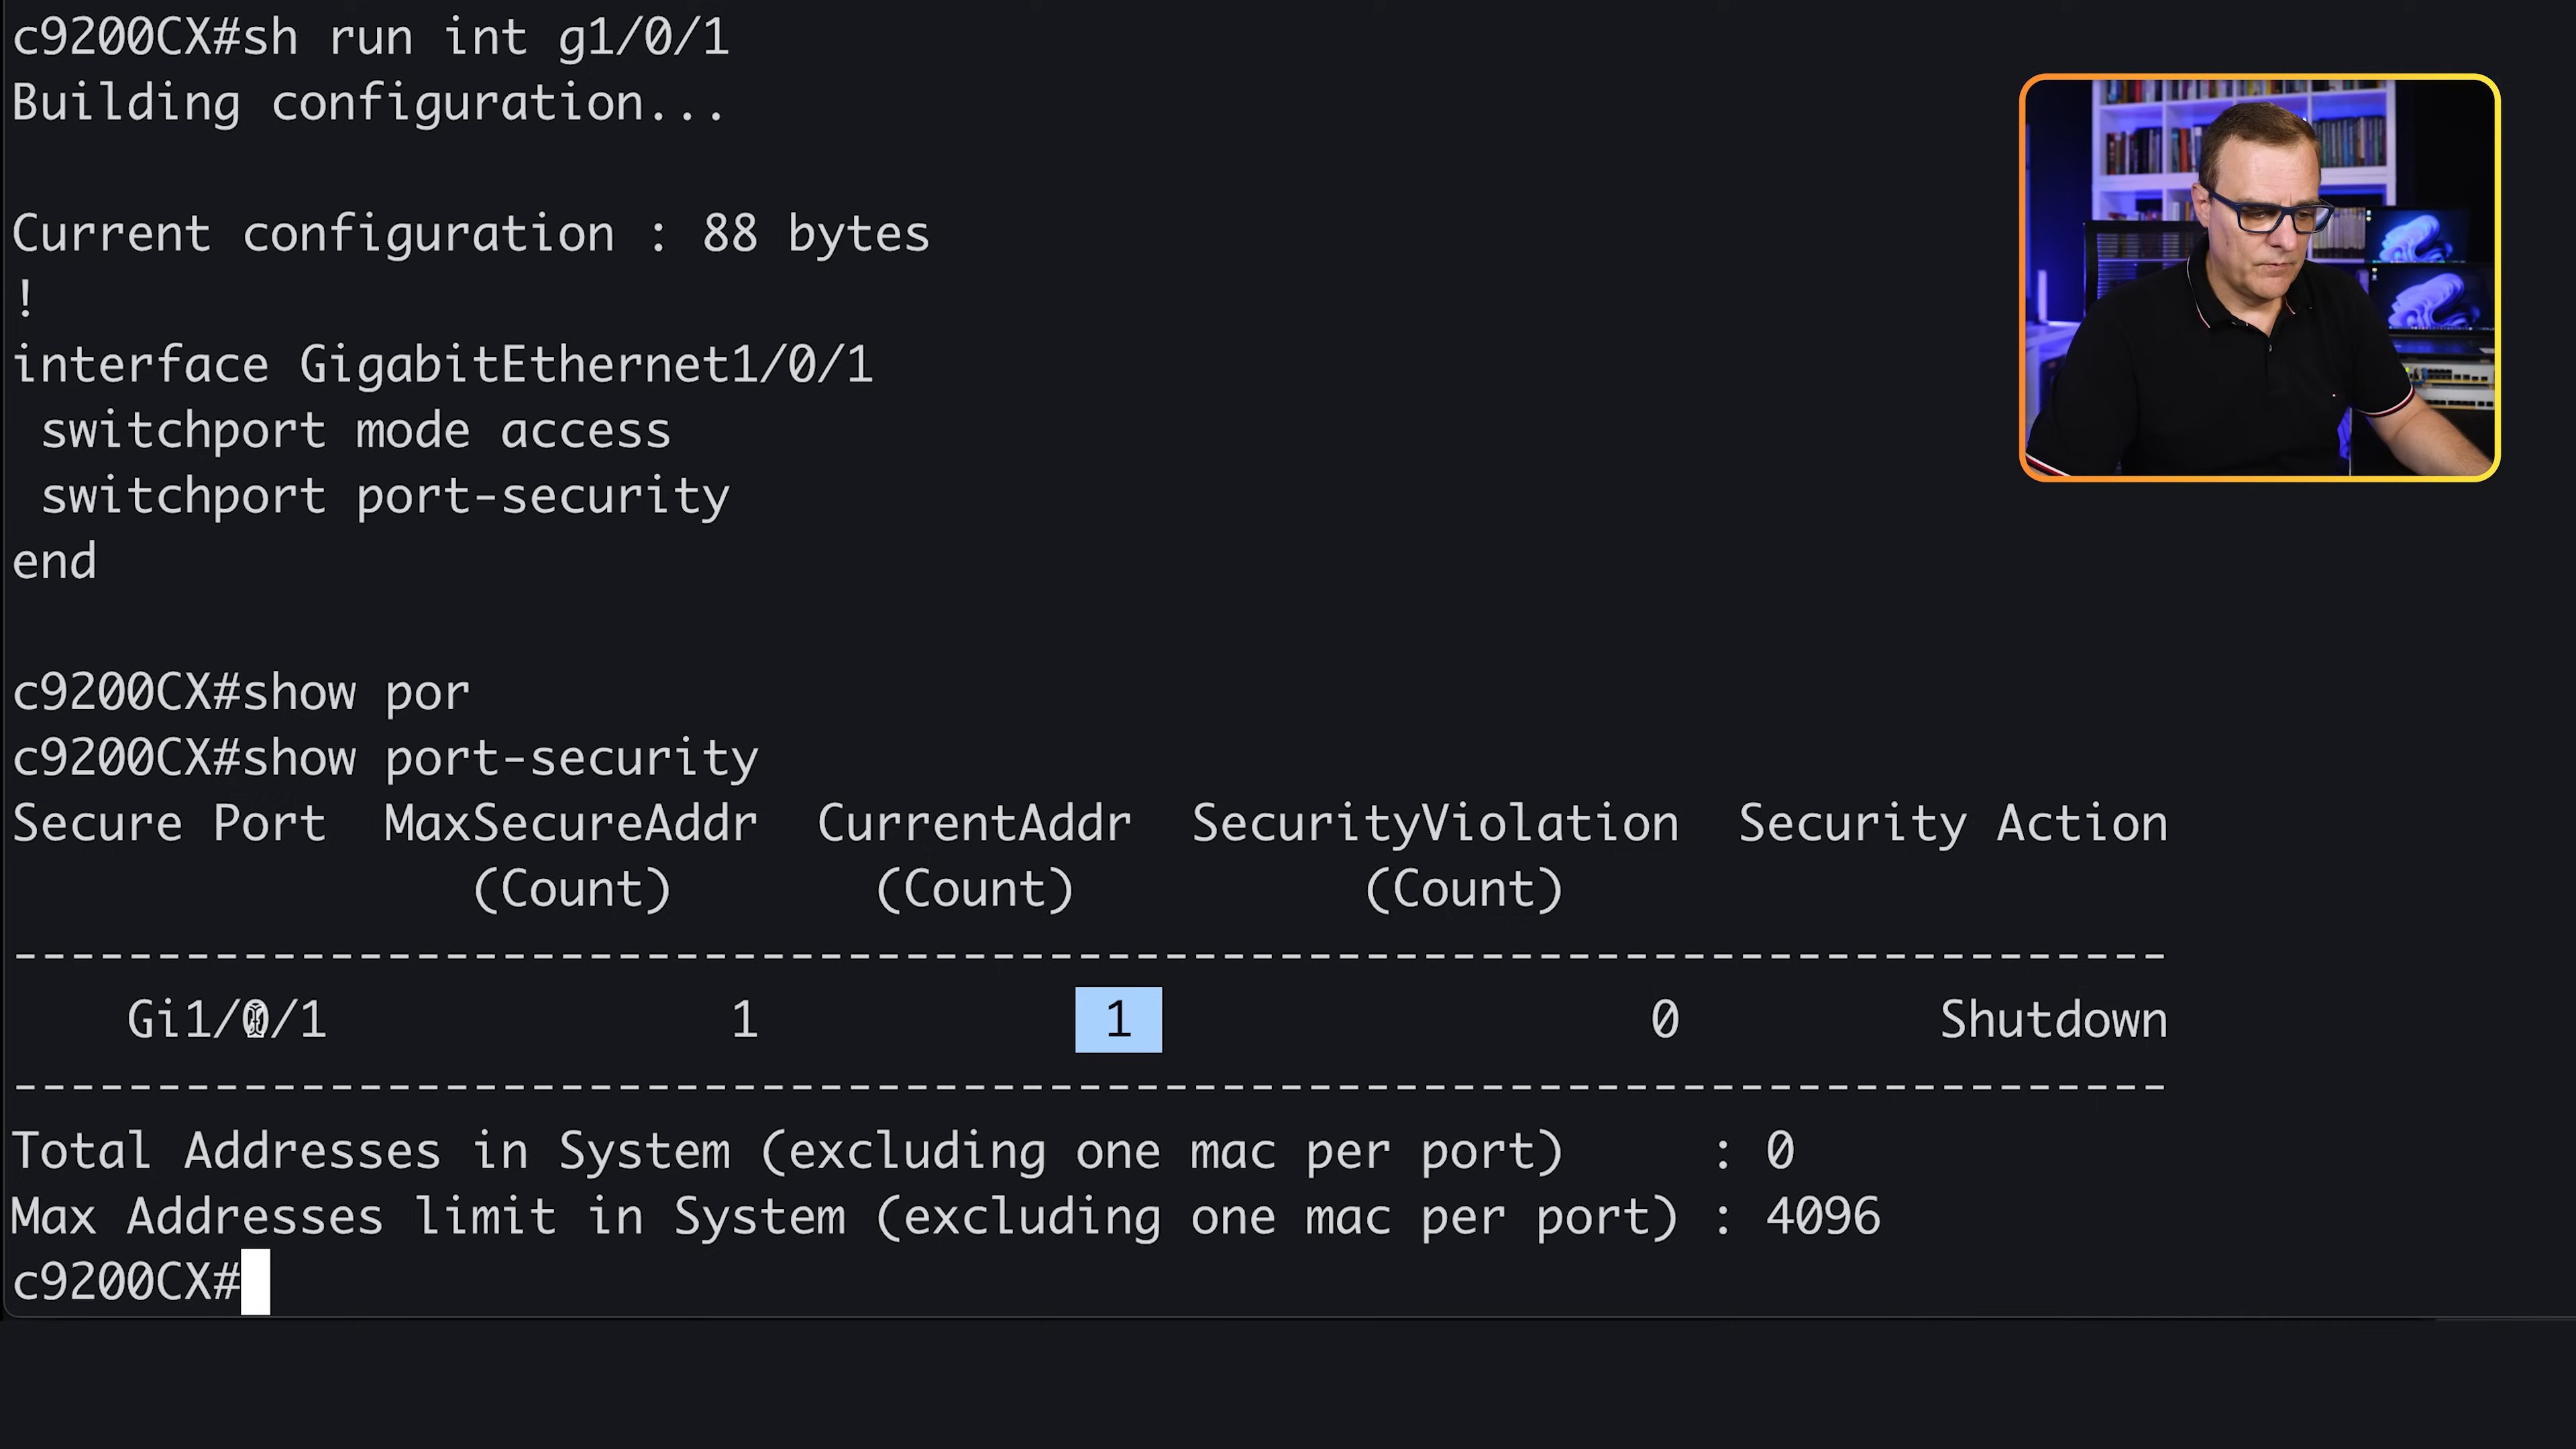 c9200CX#sh run int g1/0/1
Building configuration...
Current configuration : 88 bytes
!
interface GigabitEthernet1/0/1
switchport mode access
switchport port-security
end
c9200CX#show por
c9200CX#show port-security
Secure Port MaxSecureAddr CurrentAddr SecurityViolation Security Action
(Count) (Count) (Count)
---------------------------------------------------------------------------
Gi1/0/1 1 1 0 Shutdown
---------------------------------------------------------------------------
Total Addresses in System (excluding one mac per port) : 0
Max Addresses limit in System (excluding one mac per port) : 4096
c9200CX#